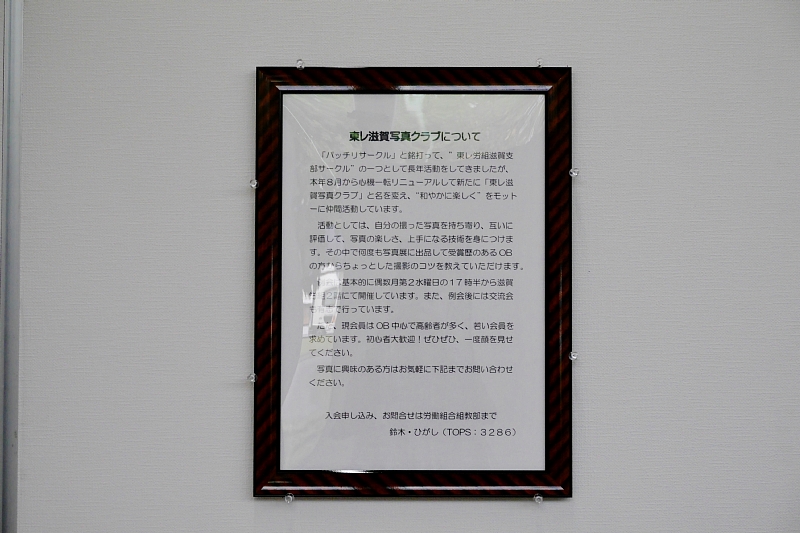 東レ滋賀写真クラブについて
「パッチリサークル」と銘打って、”東レ労組滋賀支
部サークル”の一つとして長年活動をしてきましたが、
本年８月から心機一転リニューアルして新たに「東レ滋
賀写真クラブ」と名を変え、“和やかに楽しく”をモット
ーに仲間活動しています。
活動としては、自分の撮った写真を持ち寄り、互いに
評価して、写真の楽しさ、上手になる技術を身につけま
す。その中で何度も写真展に出品して受賞歴のあるＯＢ
の方からちょっとした撮影のコツを教えていただけます。
基本的に偶数月第２水曜日の１７時半から滋賀
にて開催しています。また、例会後には交流会
も で行っています。
現会員はＯＢ中心で高齢者が多く、若い会員を
求めています。初心者大歓迎！ぜひぜひ、一度顔を見せ
てください。
写真に興味のある方はお気軽に下記までお問い合わせ
ください。
入会申し込み、お問合せは労働組合組教部まで
鈴木・ひがし（TOPS：３２８６）